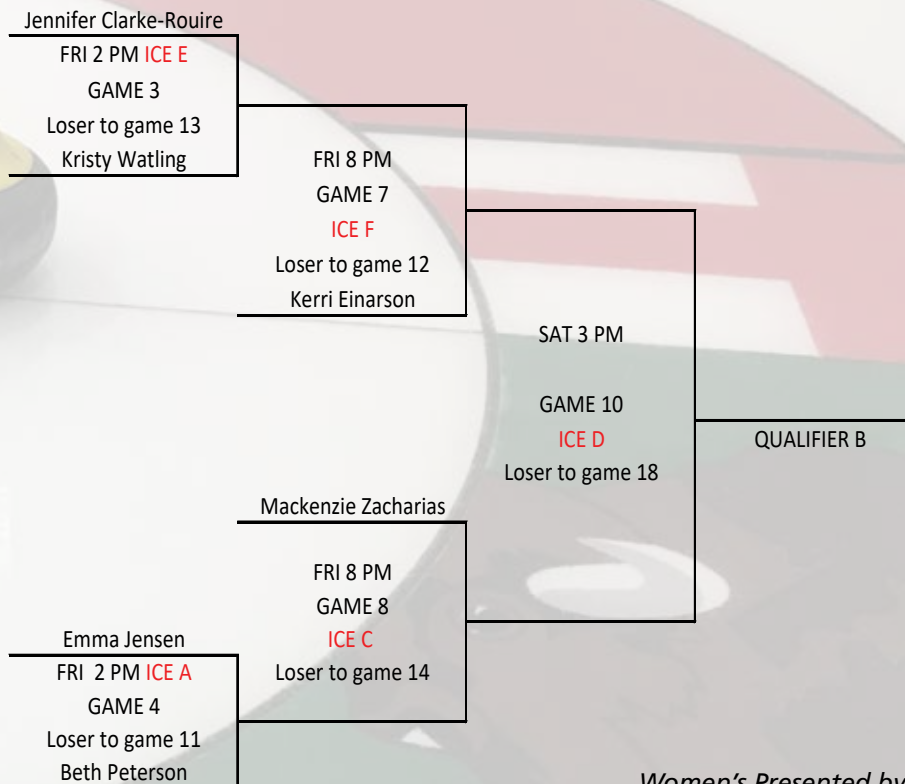 Jennifer Clarke-Rouire
FRI 2 PM ICE E
GAME 3
Loser to game 13
Kristy Watling
FRI 8 PM
GAME 7
ICE F
Loser to game 12
Kerri Einarson
SAT 3 PM
GAME 10
ICE D
Loser to game 18
QUALIFIER B
Mackenzie Zacharias
FRI 8 PM
GAME 8
ICE C
Loser to game 14
Emma Jensen
FRI 2 PM ICE A
GAME 4
Loser to game 11
Beth Peterson
Women's Presented by